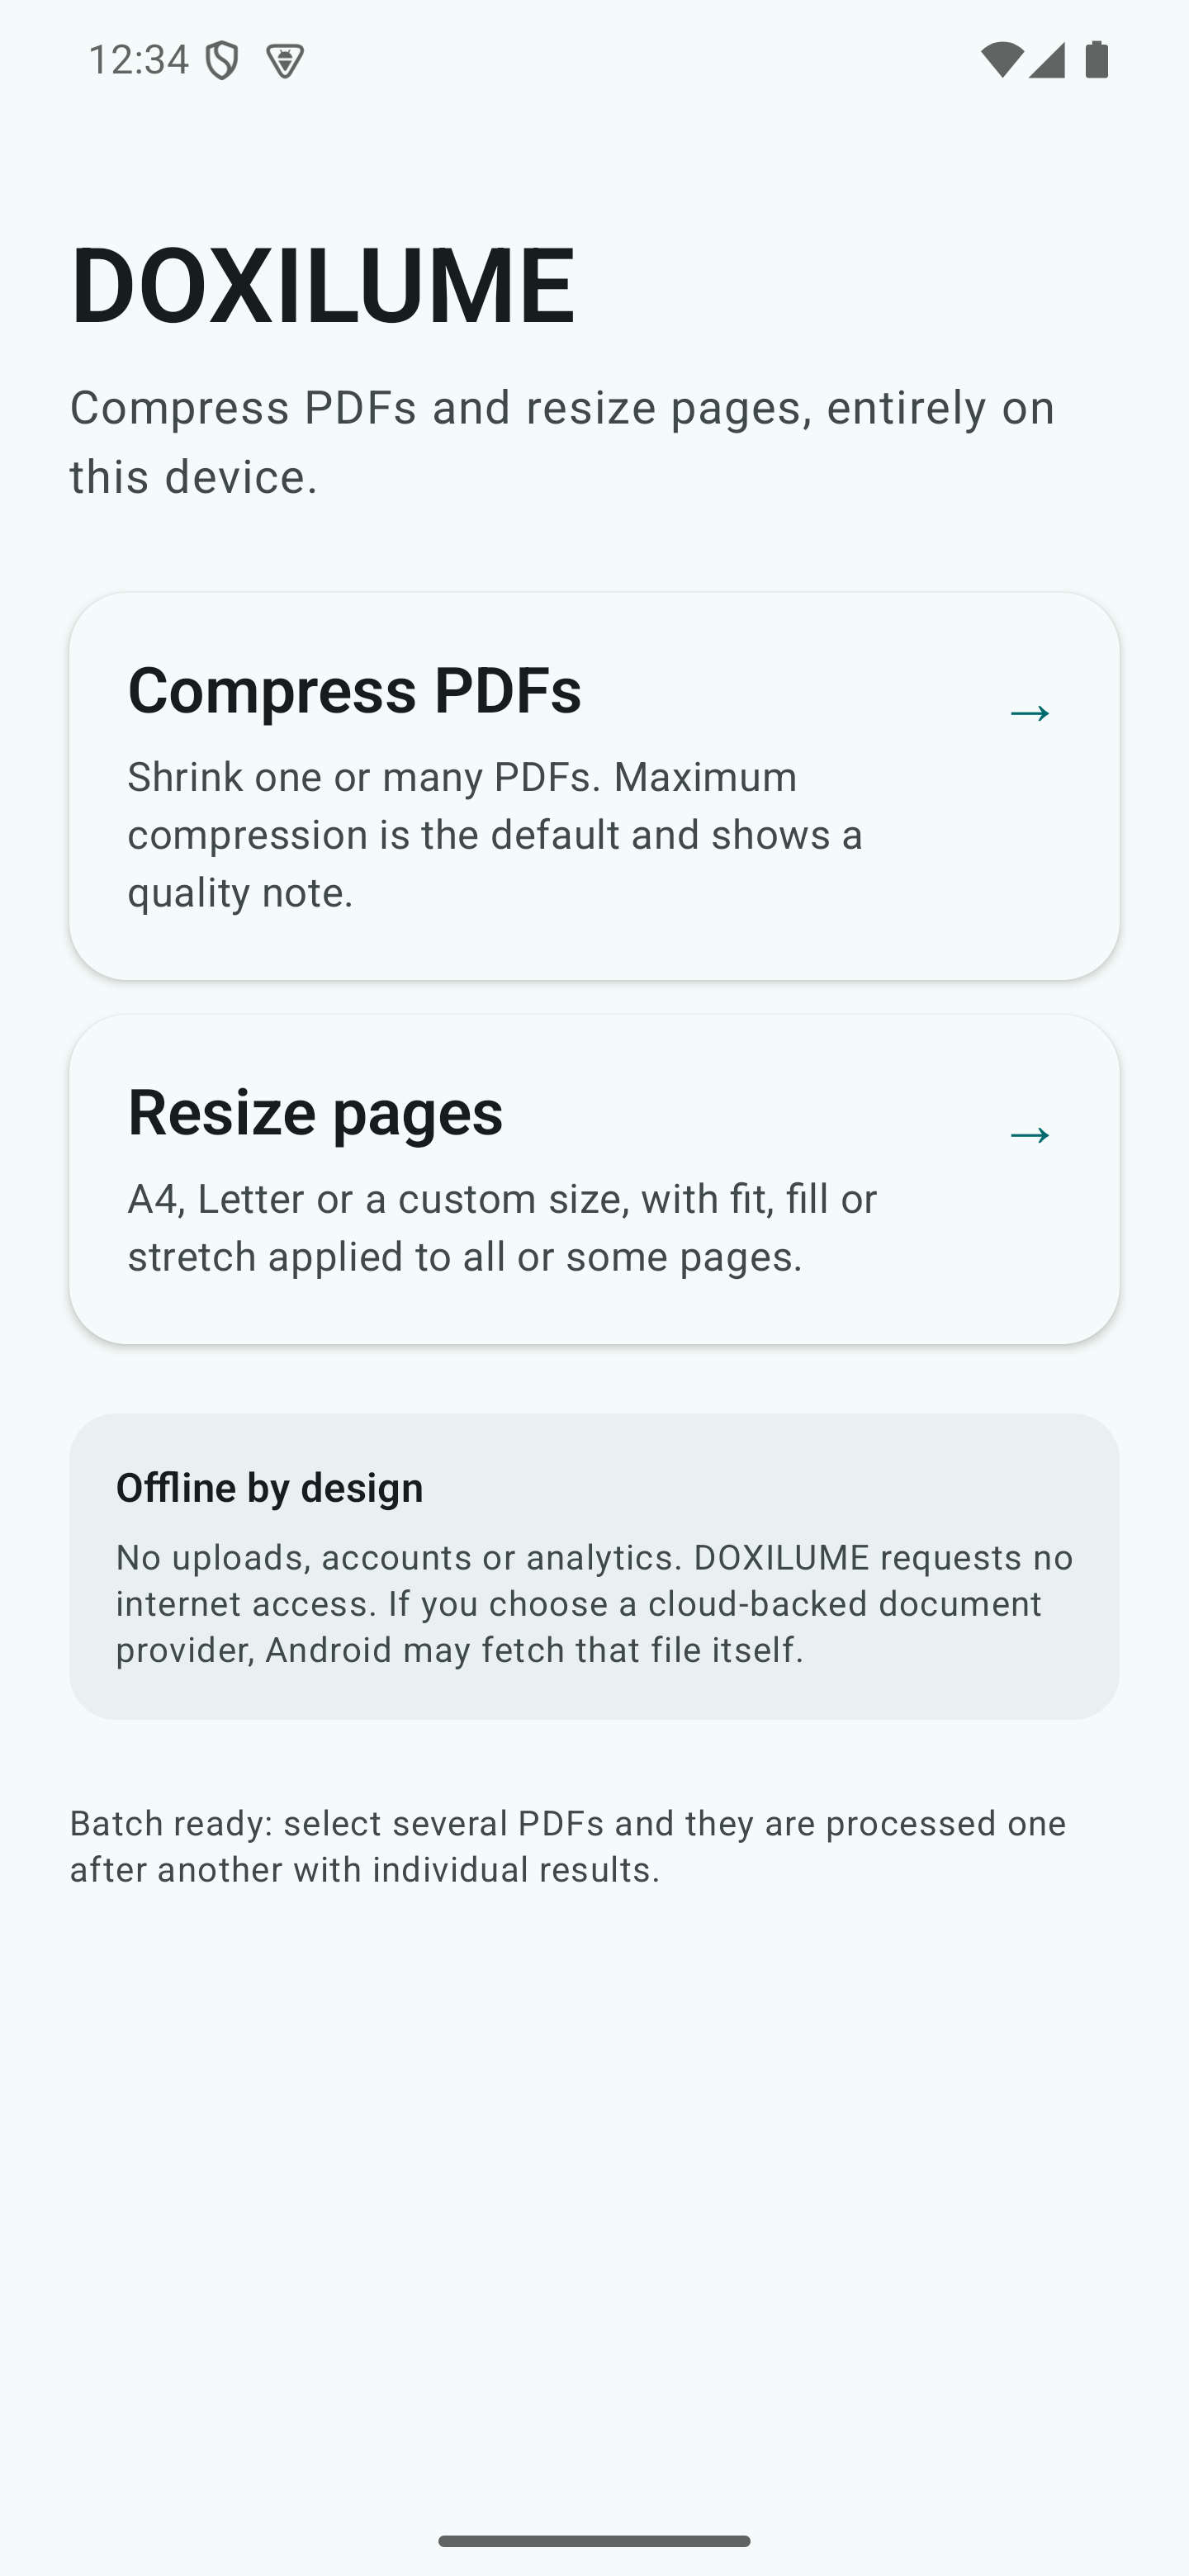 12:34
DOXILUME
Compress PDFs and resize pages, entirely on
this device.
Compress PDFs
→
Shrink one or many PDFs. Maximum
compression is the default and shows a
quality note.
Resize pages
→
A4, Letter or a custom size, with fit, fill or
stretch applied to all or some pages.
Offline by design
No uploads, accounts or analytics. DOXILUME requests no
internet access. If you choose a cloud-backed document
provider, Android may fetch that file itself.
Batch ready: select several PDFs and they are processed one
after another with individual results.